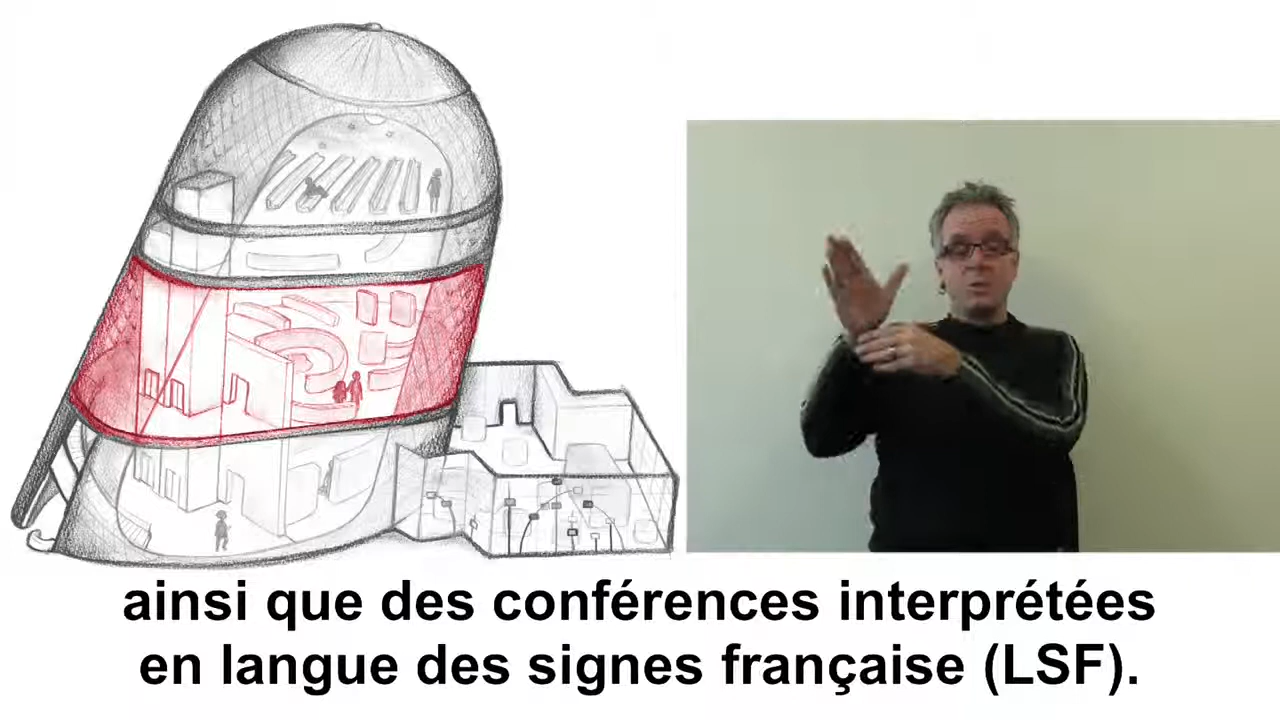 ainsi que des conférences interprétées
en langue des signes française (LSF).